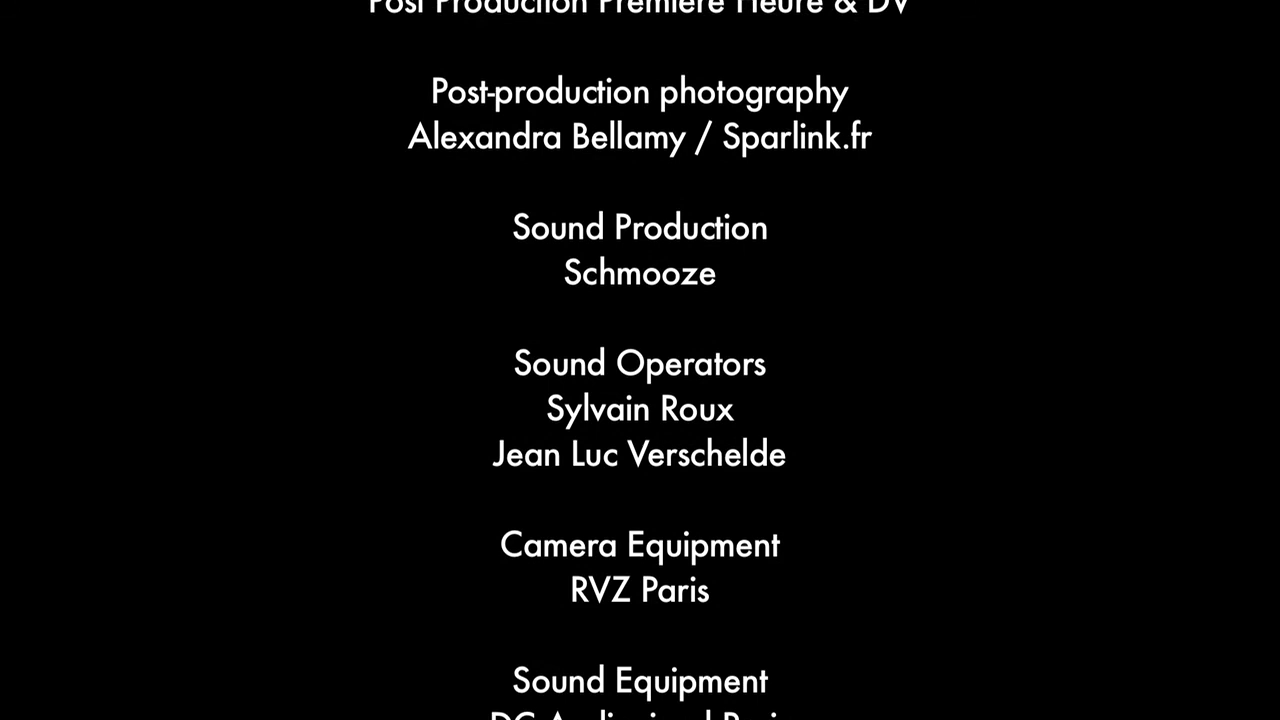 Post Production Première Heure & DV
Post-production photography
Alexandra Bellamy / Sparlink.fr
Sound Production
Schmooze
Sound Operators
Sylvain Roux
Jean Luc Verschelde
Camera Equipment
RVZ Paris
Sound Equipment